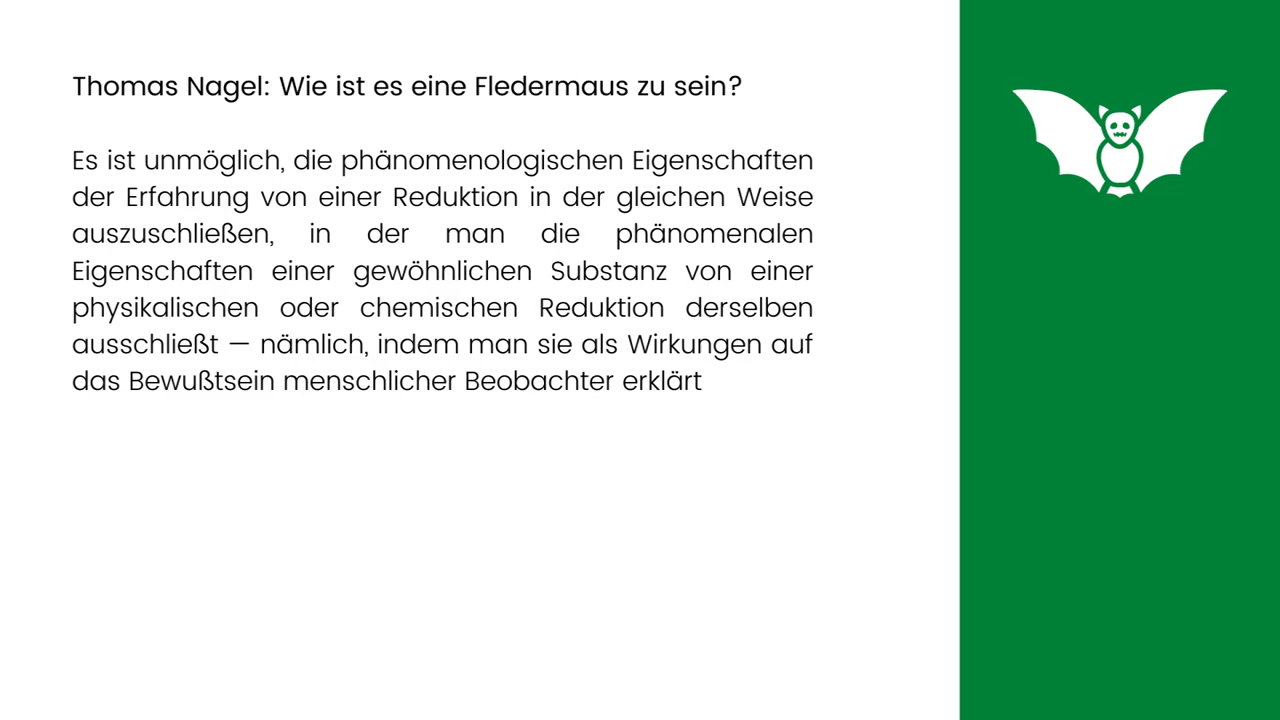 Thomas Nagel: Wie ist es eine Fledermaus zu sein?
Es ist unmöglich, die phänomenologischen Eigenschaften
der Erfahrung von einer Reduktion in der gleichen Weise
auszuschließen, in der man die phänomenalen
Eigenschaften einer gewöhnlichen Substanz von einer
physikalischen oder chemischen Reduktion derselben
ausschließt — nämlich, indem man sie als Wirkungen auf
das Bewußtsein menschlicher Beobachter erklärt